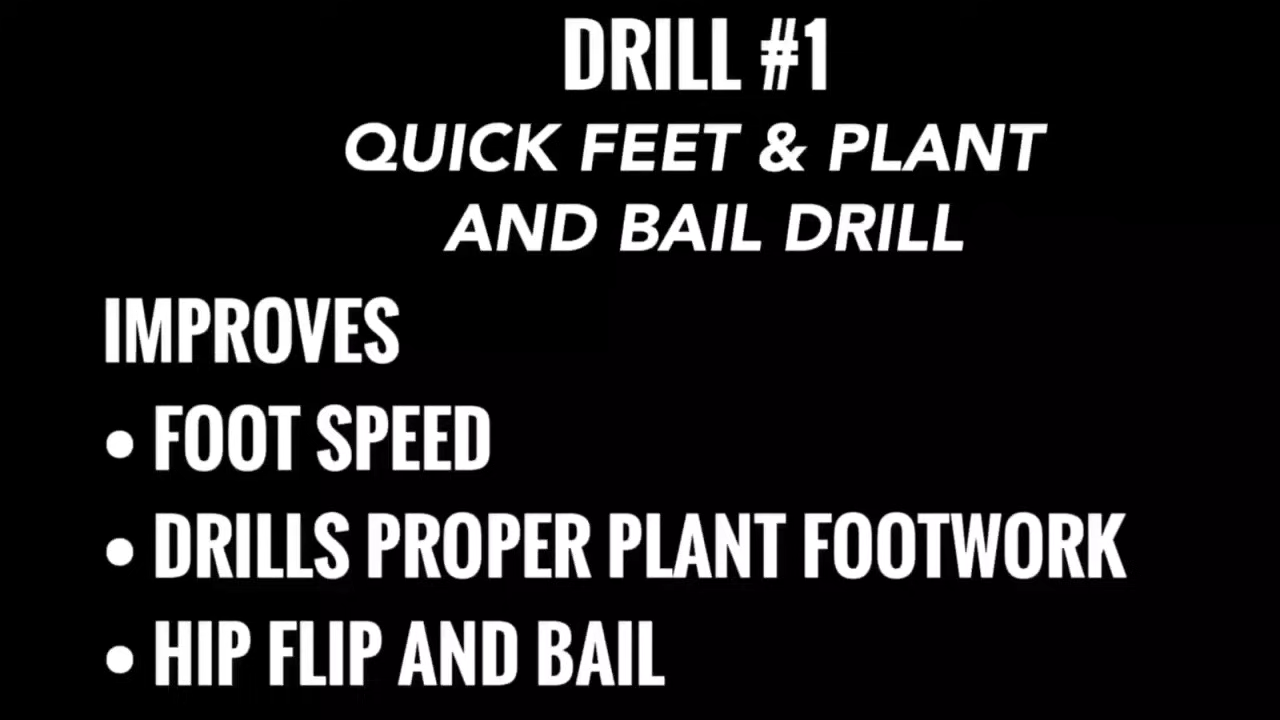 DRILL #1
QUICK FEET & PLANT
AND BAIL DRILL
IMPROVES
• FOOT SPEED
• DRILLS PROPER PLANT FOOTWORK
• HIP FLIP AND BAIL